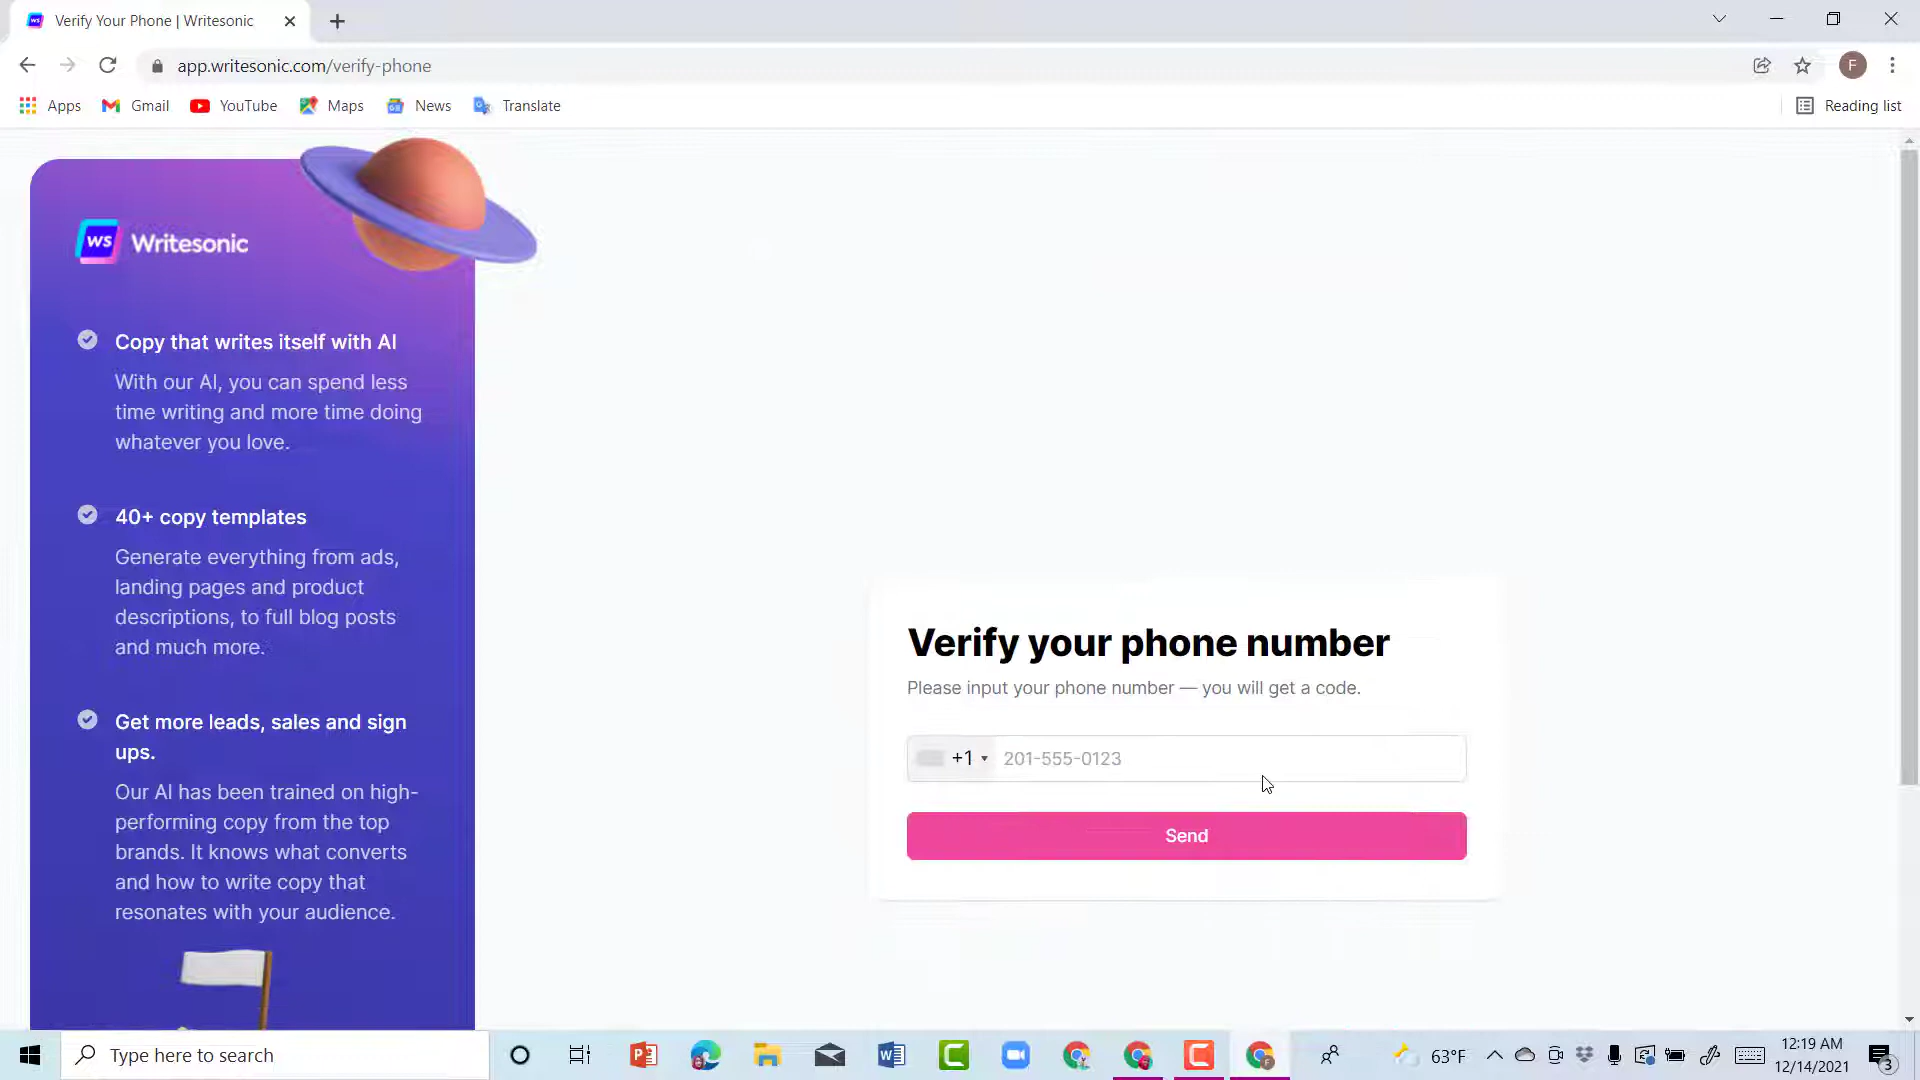 Verify Your Phone | Writesonic
app.writesonic.com/verify-phone
F
Apps
Gmail
YouTube
Maps
News
Translate
Reading list
WS Writesonic
Copy that writes itself with AI
With our AI, you can spend less
time writing and more time doing
whatever you love.
40+ copy templates
Generate everything from ads,
landing pages and product
descriptions, to full blog posts
and much more.
Get more leads, sales and sign
ups.
Our AI has been trained on high-
performing copy from the top
brands. It knows what converts
and how to write copy that
resonates with your audience.
Verify your phone number
Please input your phone number — you will get a code.
+1 201-555-0123
Send
Type here to search
63°F
12:19 AM
12/14/2021
3